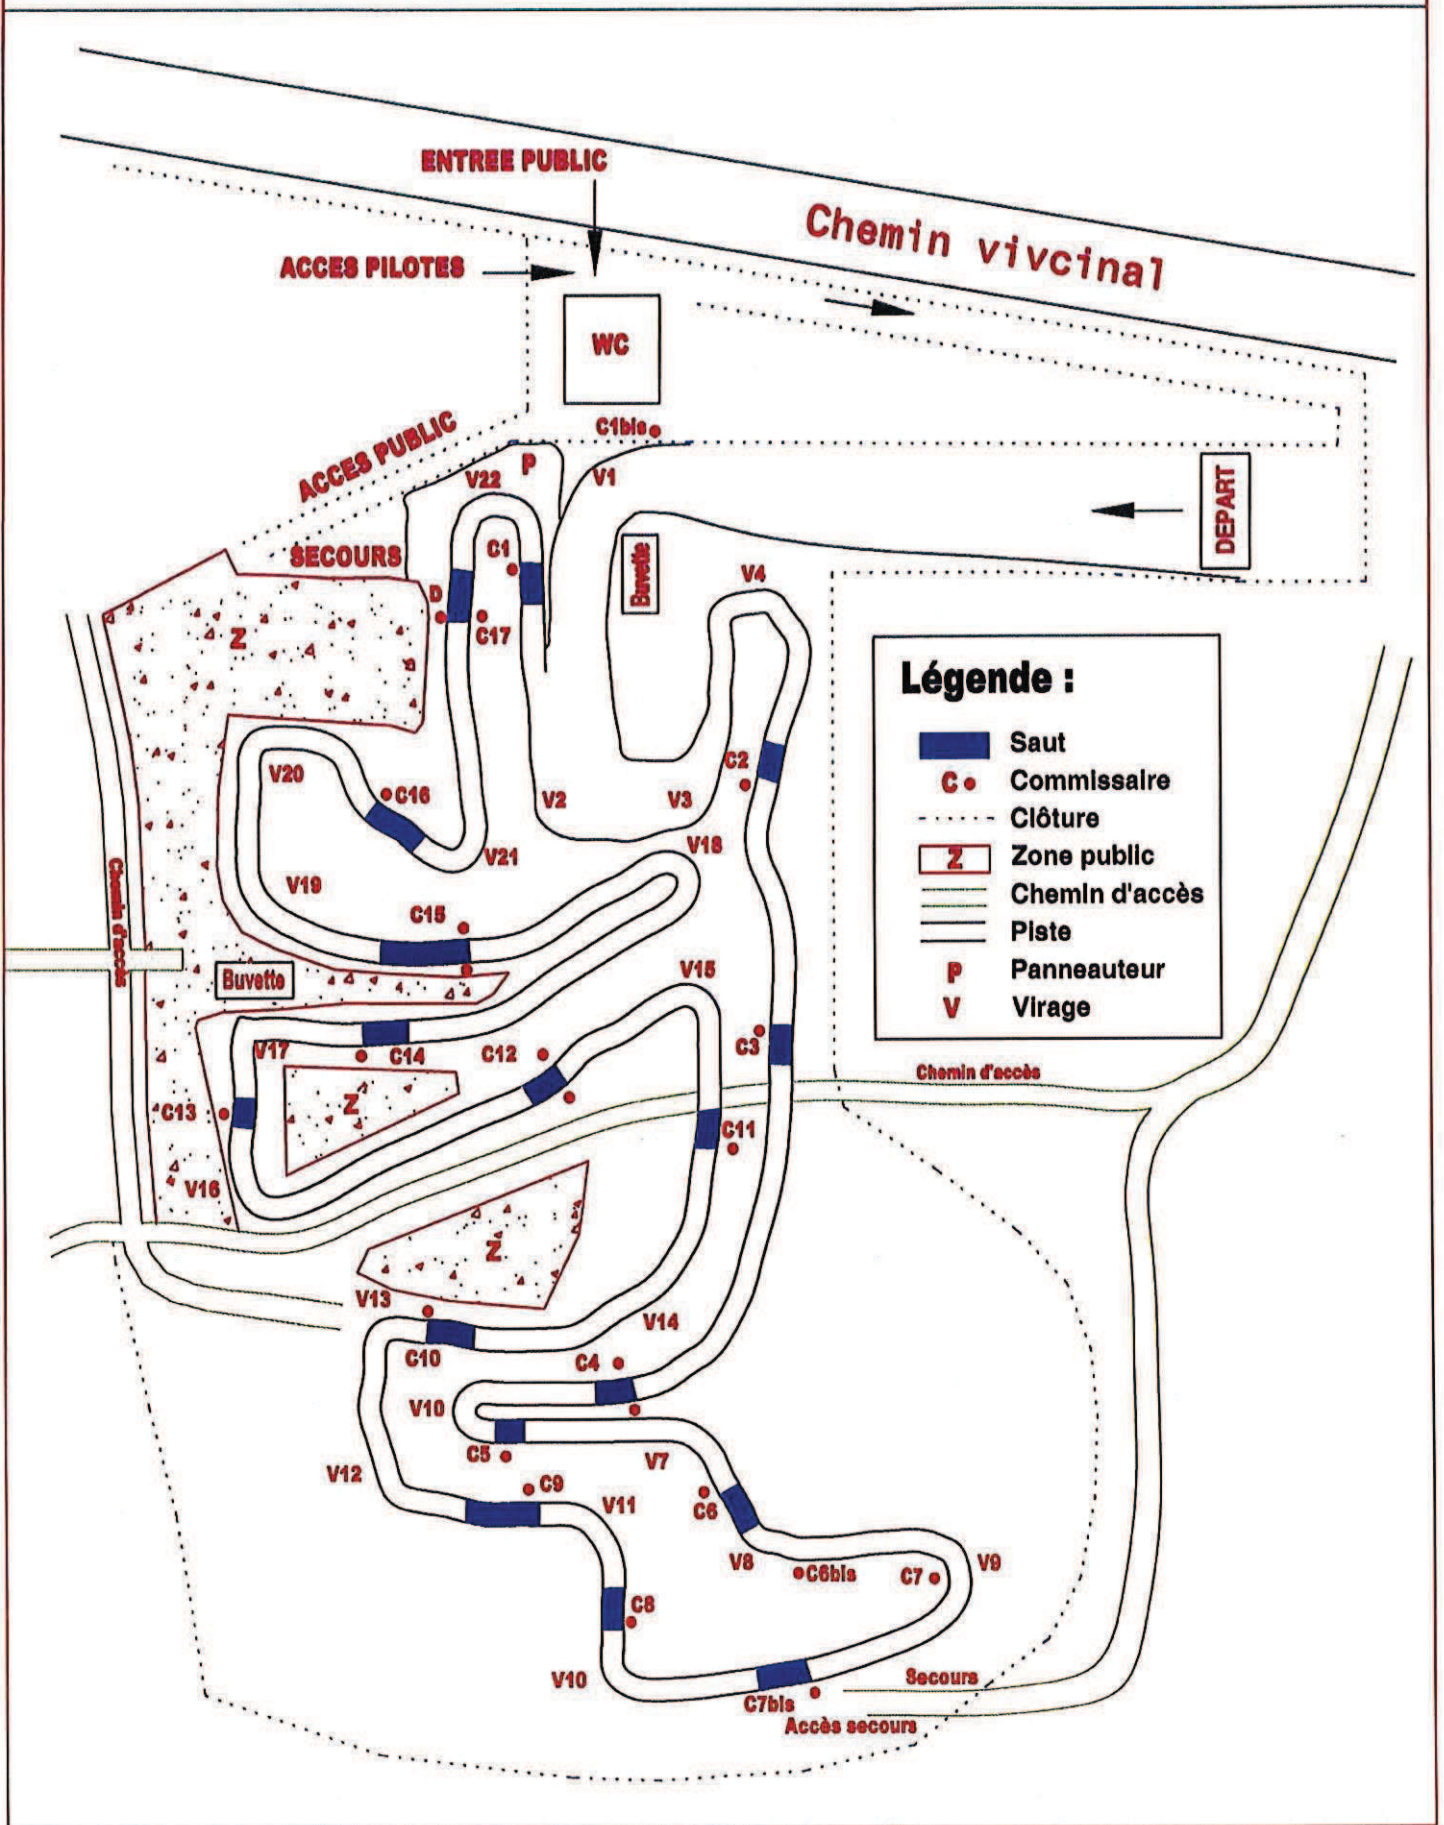 ENTREE PUBLIC
Chemin vivcinal
ACCES PILOTES
WC
C1bis
ACCES PUBLIC
P
V1
V22
DEPART
SECOURS
C1
Buvette
V4
D
C17
Z
Légende :
Saut
C Commissaire
Clôture
Z Zone public
Chemin d'accès
Piste
P Panneauteur
V Virage
C2
V20
C16
V2
V3
V18
V21
V19
Chemin d'accès
C15
Buvette
V15
V17
C14
C12
C3
Chemin d'accès
Z
C13
C11
V16
Z
V13
V14
C10
C4
V10
C5
V7
V12
C9
V11
C6
V8
C6bis
C7
V9
C8
V10
Secours
C7bis
Accès secours